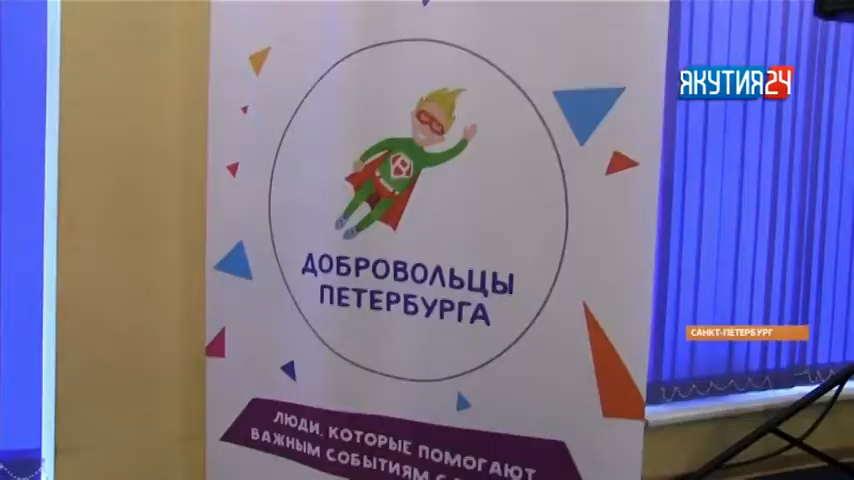 ЯКУТИЯ24
ДОБРОВОЛЬЦЫ
ПЕТЕРБУРГА
САНКТ-ПЕТЕРБУРГ
ЛЮДИ, КОТОРЫЕ ПОМОГАЮТ
ВАЖНЫМ СОБЫТИЯМ